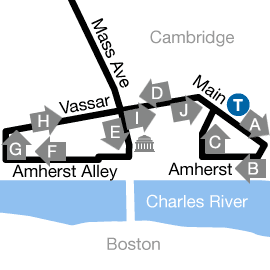 Mass Ave
Cambridge
Main
T
Vassar
D
J
A
H
I
E
C
G
F
B
Amherst Alley
Amherst
Charles River
Boston